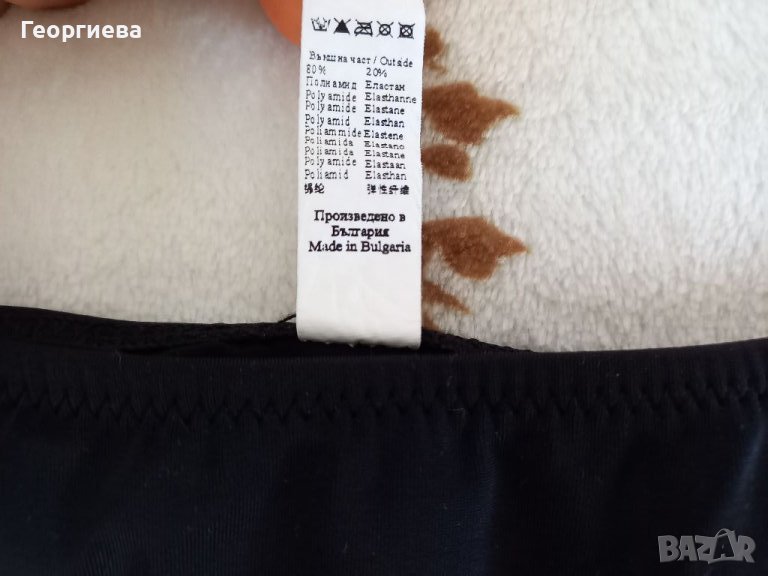 Георгиева
Външна част / Outside
80% 20%
Полиамид Еластан
Polyamide Elasthanne
Polyamide Elastane
Polyamid Elasthan
Poliammide Elastene
Poliamida Elastano
Poliamida Elastane
Polyamide Elastaan
Poliamid Elasthan
锦纶 弹性纤维
Произведено в
България
Made in Bulgaria
BAZAR